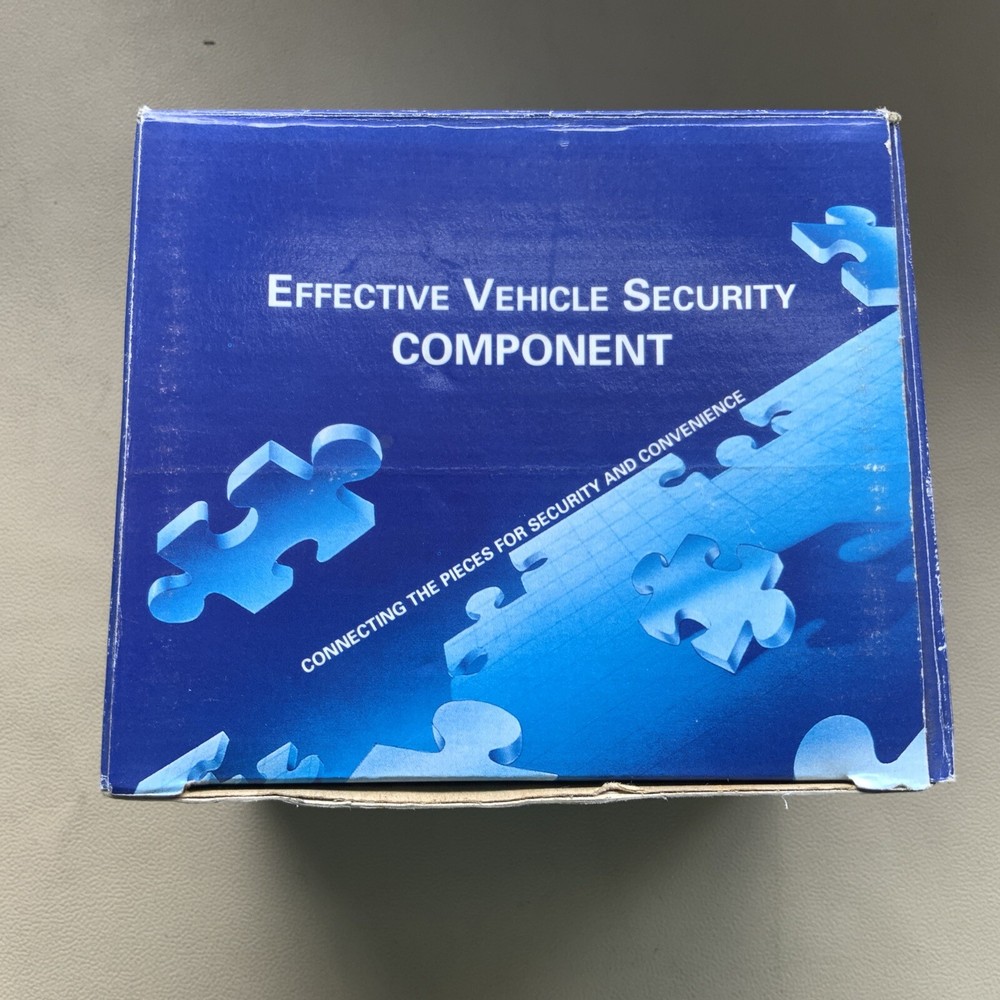 EFFECTIVE VEHICLE SECURITY
COMPONENT
CONNECTING THE PIECES FOR SECURITY AND CONVENIENCE